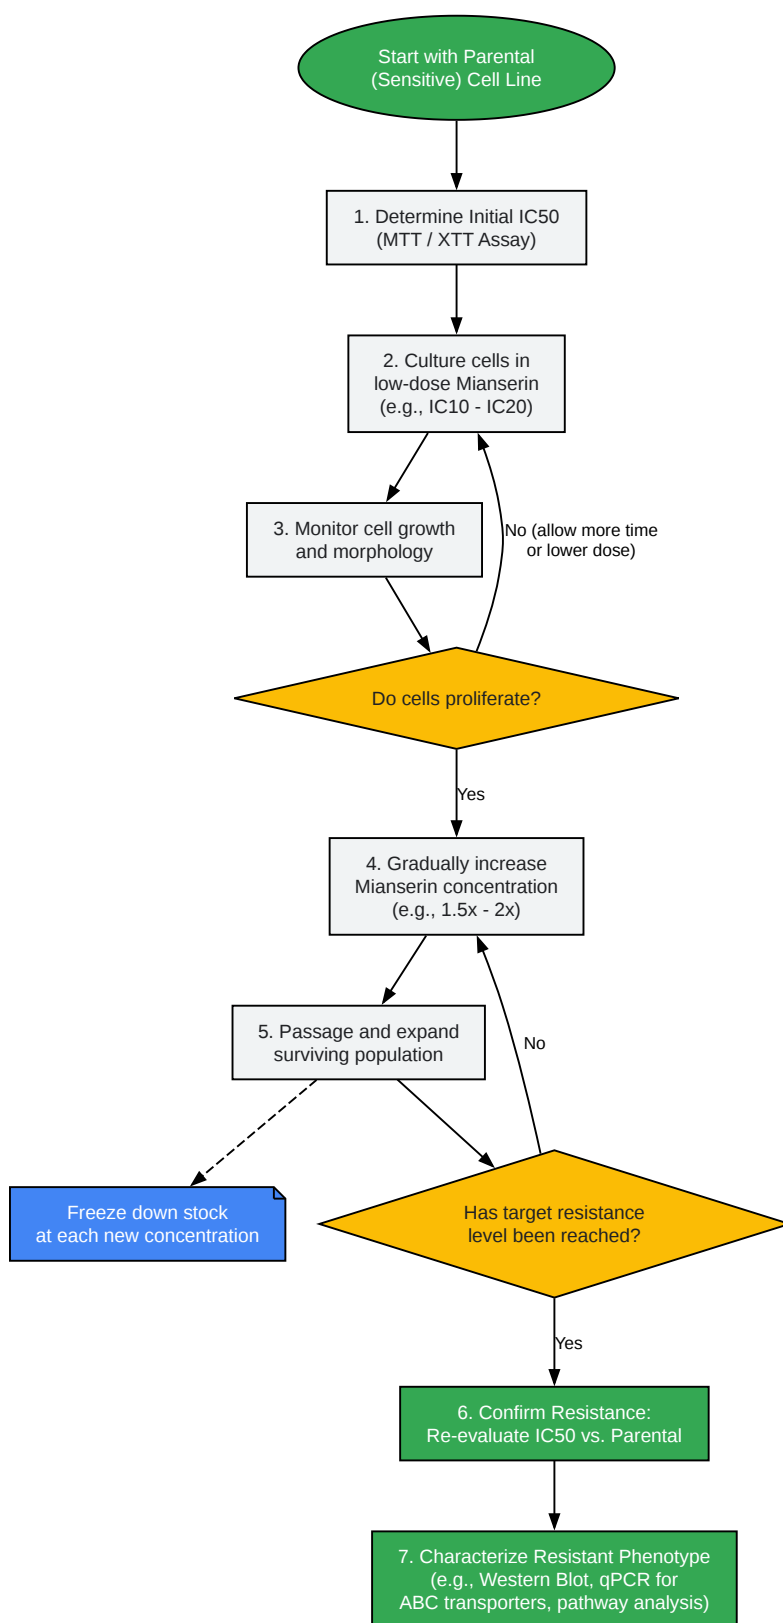 Start with Parental
(Sensitive) Cell Line
1. Determine Initial IC50
(MTT / XTT Assay)
2. Culture cells in
low-dose Mianserin
(e.g., IC10 - IC20)
3. Monitor cell growth
and morphology
No (allow more time
or lower dose)
Do cells proliferate?
Yes
4. Gradually increase
Mianserin concentration
(e.g., 1.5x - 2x)
5. Passage and expand
surviving population
No
Freeze down stock
at each new concentration
Has target resistance
level been reached?
Yes
6. Confirm Resistance:
Re-evaluate IC50 vs. Parental
7. Characterize Resistant Phenotype
(e.g., Western Blot, qPCR for
ABC transporters, pathway analysis)